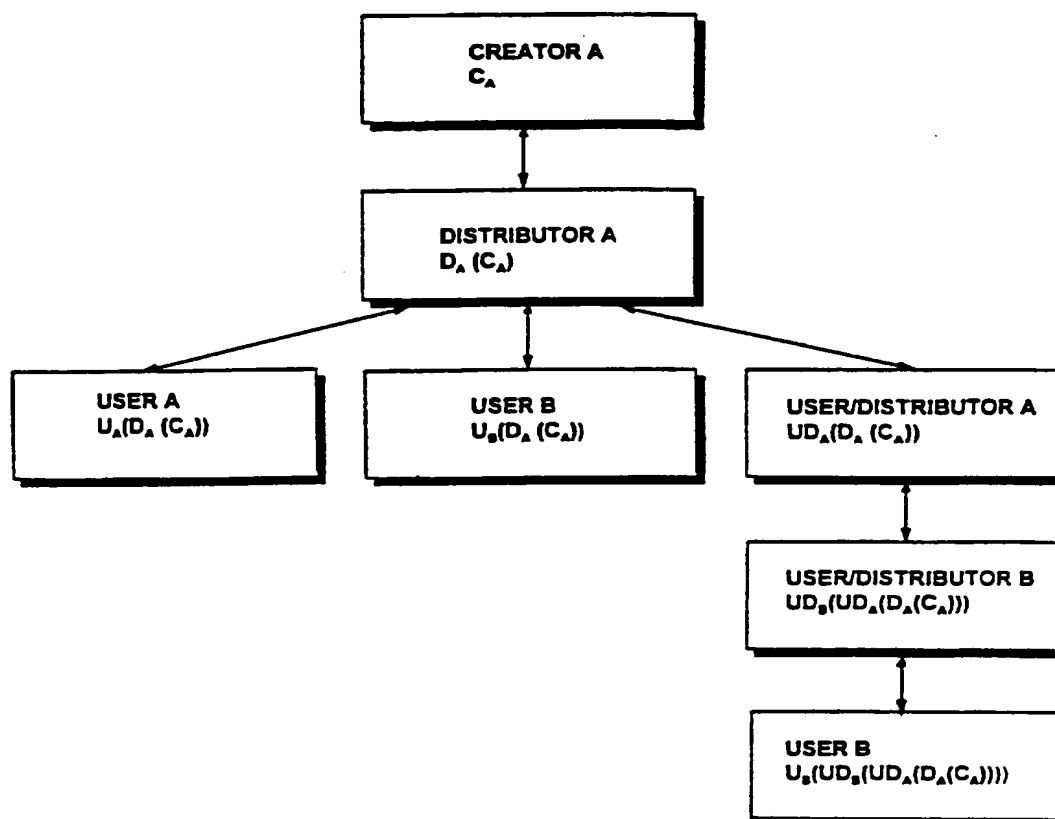 CREATOR A
C_A
DISTRIBUTOR A
D_A (C_A)
USER A
U_A(D_A (C_A))
USER B
U_B(D_A (C_A))
USER/DISTRIBUTOR A
UD_A(D_A (C_A))
USER/DISTRIBUTOR B
UD_B(UD_A(D_A(C_A)))
USER B
U_B(UD_B(UD_A(D_A(C_A))))